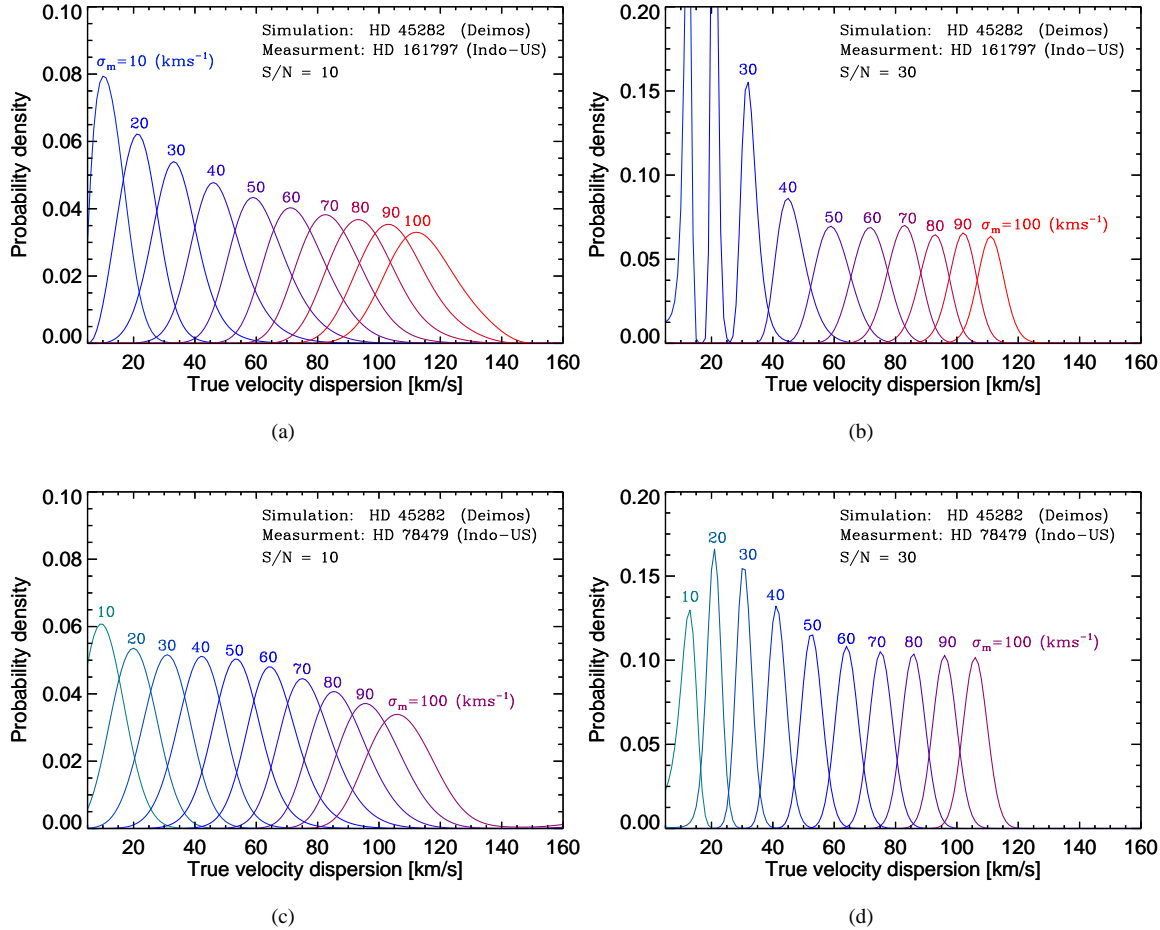 Simulation: HD 45282 (Deimos)
Measurment: HD 161797 (Indo-US)
S/N = 10
σm=10 (kms−1)
20
30
40
50
60
70
80
90
100
Probability density
0.10
0.08
0.06
0.04
0.02
0.00
20 40 60 80 100 120 140 160
True velocity dispersion [km/s]
(a)
Simulation: HD 45282 (Deimos)
Measurment: HD 161797 (Indo-US)
S/N = 30
30
40
50
60
70
80
90
σm=100 (kms−1)
Probability density
0.20
0.15
0.10
0.05
0.00
20 40 60 80 100 120 140 160
True velocity dispersion [km/s]
(b)
Simulation: HD 45282 (Deimos)
Measurment: HD 78479 (Indo-US)
S/N = 10
10
20
30
40
50
60
70
80
90
σm=100 (kms−1)
Probability density
0.10
0.08
0.06
0.04
0.02
0.00
20 40 60 80 100 120 140 160
True velocity dispersion [km/s]
(c)
Simulation: HD 45282 (Deimos)
Measurment: HD 78479 (Indo-US)
S/N = 30
10
20
30
40
50
60
70
80
90
σm=100 (kms−1)
Probability density
0.20
0.15
0.10
0.05
0.00
20 40 60 80 100 120 140 160
True velocity dispersion [km/s]
(d)